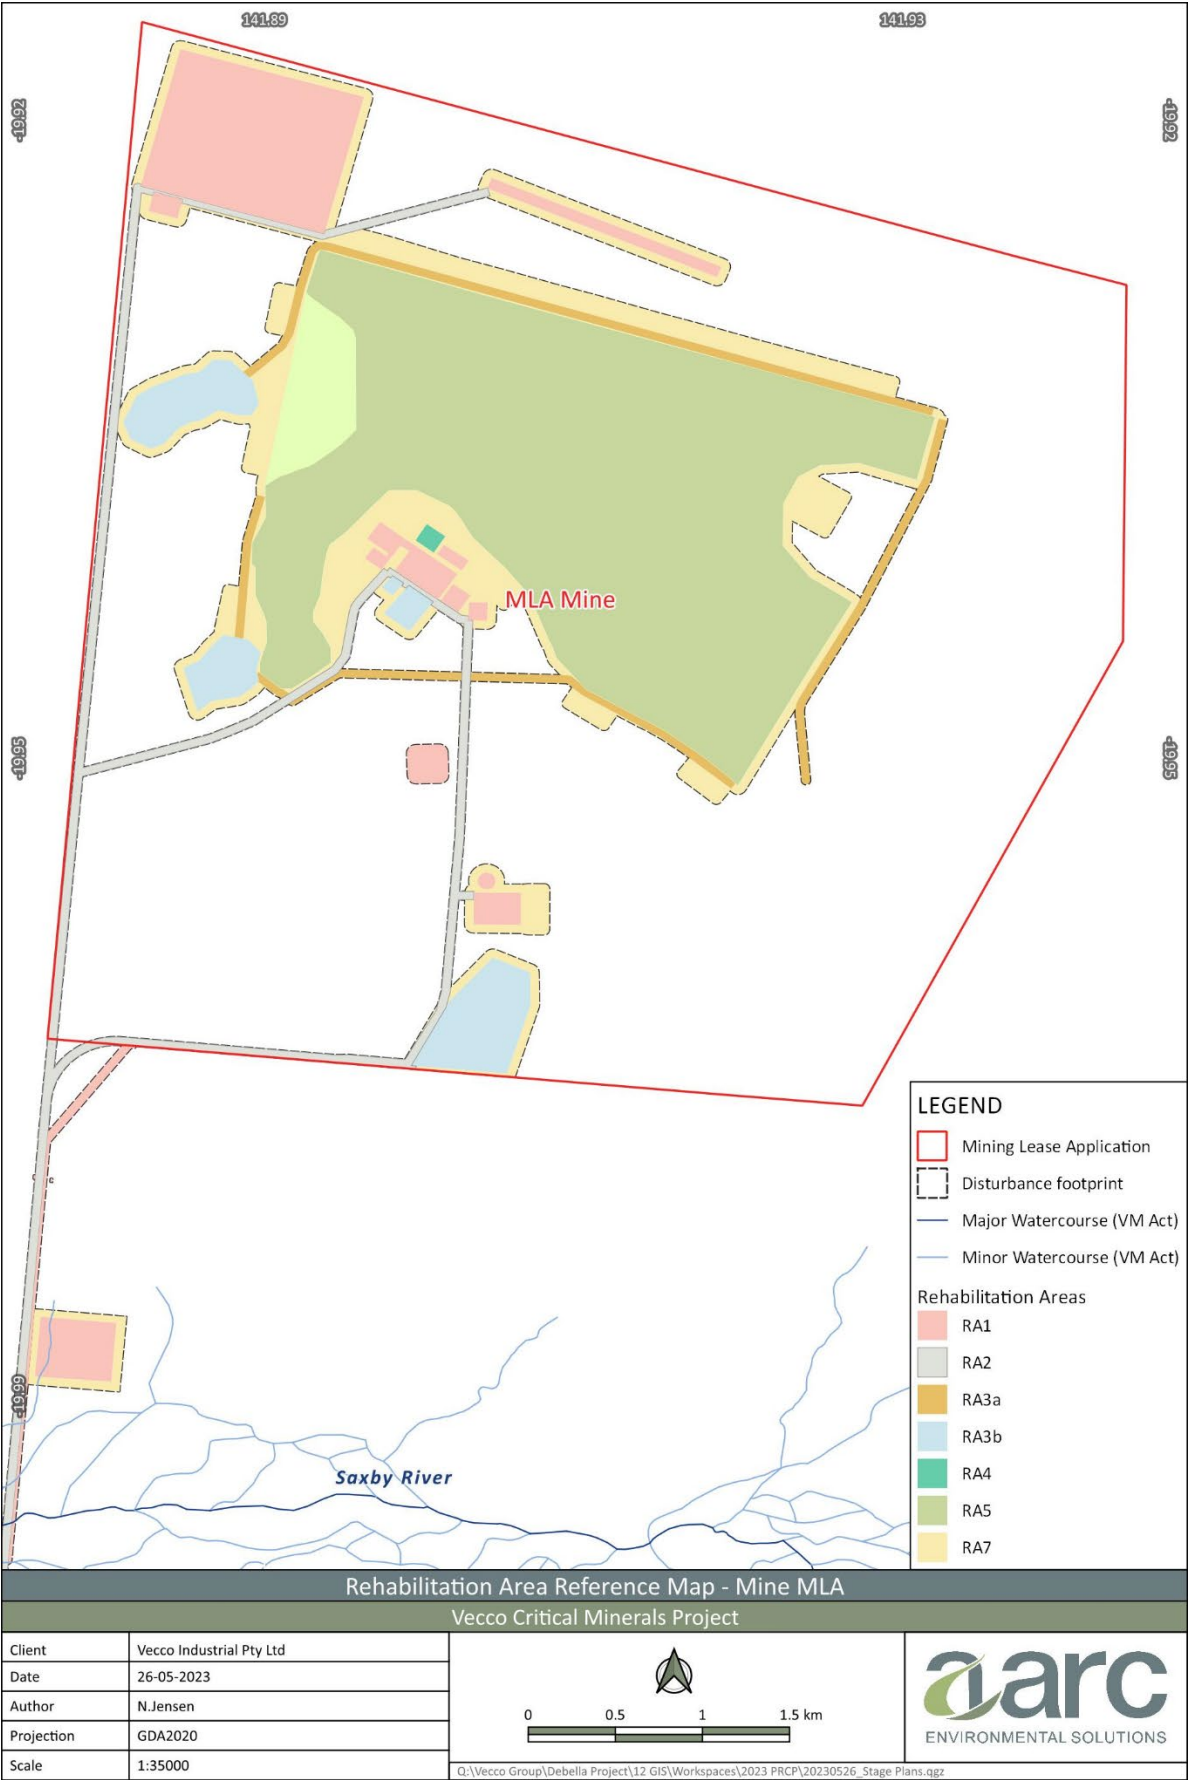 141.89
141.93
-19.92
-19.92
MLA Mine
-19.95
-19.95
-19.99
Saxby River
LEGEND
Mining Lease Application
Disturbance footprint
Major Watercourse (VM Act)
Minor Watercourse (VM Act)
Rehabilitation Areas
RA1
RA2
RA3a
RA3b
RA4
RA5
RA7
Rehabilitation Area Reference Map - Mine MLA
Vecco Critical Minerals Project
Client Vecco Industrial Pty Ltd
Date 26-05-2023
Author N.Jensen
Projection GDA2020
Scale 1:35000
0 0.5 1 1.5 km
Q:\Vecco Group\Debella Project\12 GIS\Workspaces\2023 PRCP\20230526_Stage Plans.qgz
aarc
ENVIRONMENTAL SOLUTIONS